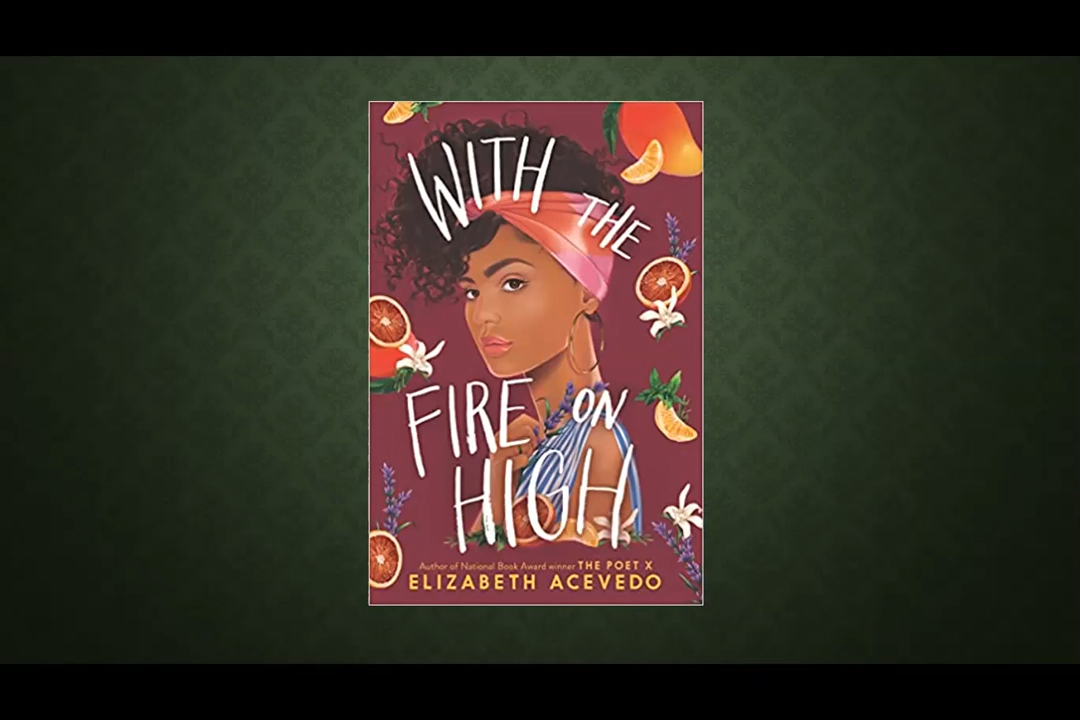 WITH
THE
FIRE ON
HIGH
Author of National Book Award winner THE POET X
ELIZABETH ACEVEDO